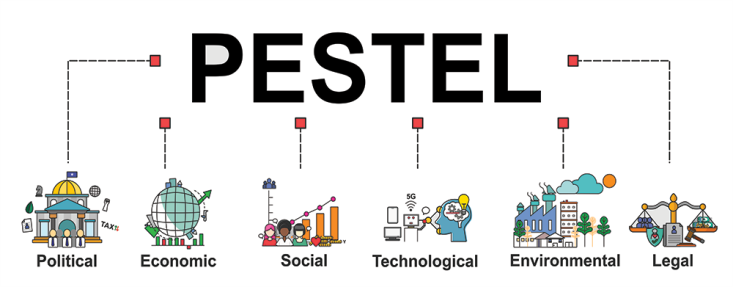 PESTEL
5G
TAX%
Political
Economic
Social
Technological
Environmental
Legal